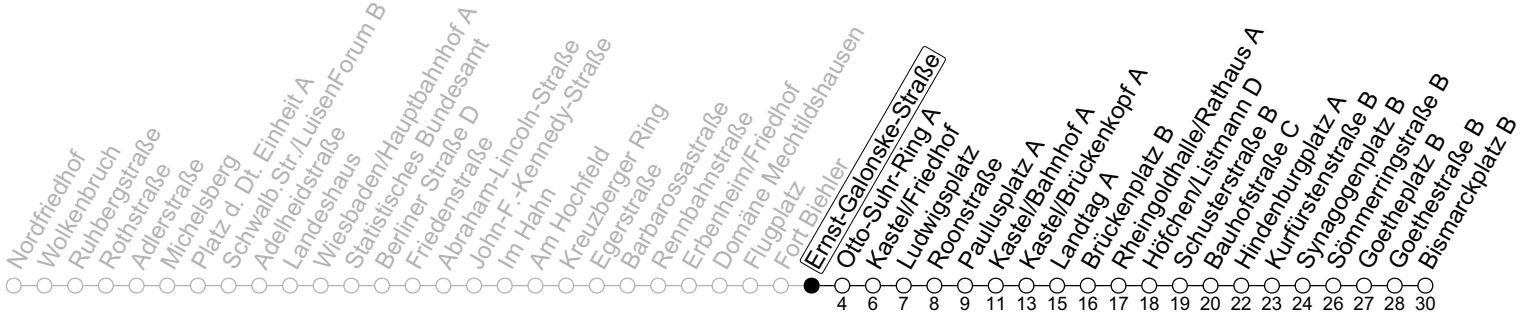 Nordfriedhof
Wolkenbruch
Ruhbergstraße
Rothstraße
Adlerstraße
Michelsberg
Platz d. Dt. Einheit A
Schwalb.Str./LuisenForum B
Adelheidstraße
Landeshaus
Wiesbaden/Hauptbahnhof A
Statistisches Bundesamt
Berliner Straße D
Friedenstraße
Abraham-Lincoln-Straße
John-F.-Kennedy-Straße
Im Hahn
Am Hochfeld
Kreuzberger Ring
Egerstraße
Barbarossastraße
Rennbahnstraße
Erbenheim/Friedhof
Domäne Mechtildshausen
Flugplatz
Fort Biehler
Ernst-Galonske-Straße
Otto-Suhr-Ring A
Kastel/Friedhof
Ludwigsplatz
Roonstraße
Paulusplatz A
Kastel/Bahnhof A
Kastel/Brückenkopf A
Landtag A
Brückenplatz B
Rheingoldhalle/Rathaus A
Höfchen/Listmann D
Schusterstraße B
Bauhofstraße C
Hindenburgplatz A
Kurfürstenstraße B
Synagogenplatz B
Sömmerringstraße B
Goetheplatz B
Goethestraße B
Bismarckplatz B
4 6 7 8 9 11 13 15 16 17 18 19 20 22 23 24 26 27 28 30